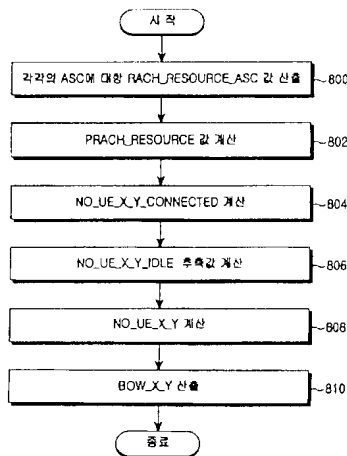 시 작
각각의 ASC에 대항 RACH_RESOURCE_ASC 값 산출
800
PRACH_RESOURCE 값 계산
802
NO_UE_X_Y_CONNECTED 계산
804
NO_UE_X_Y_IDLE 추측값 계산
806
NO_UE_X_Y 계산
808
BOW_X_Y 산출
810
종료